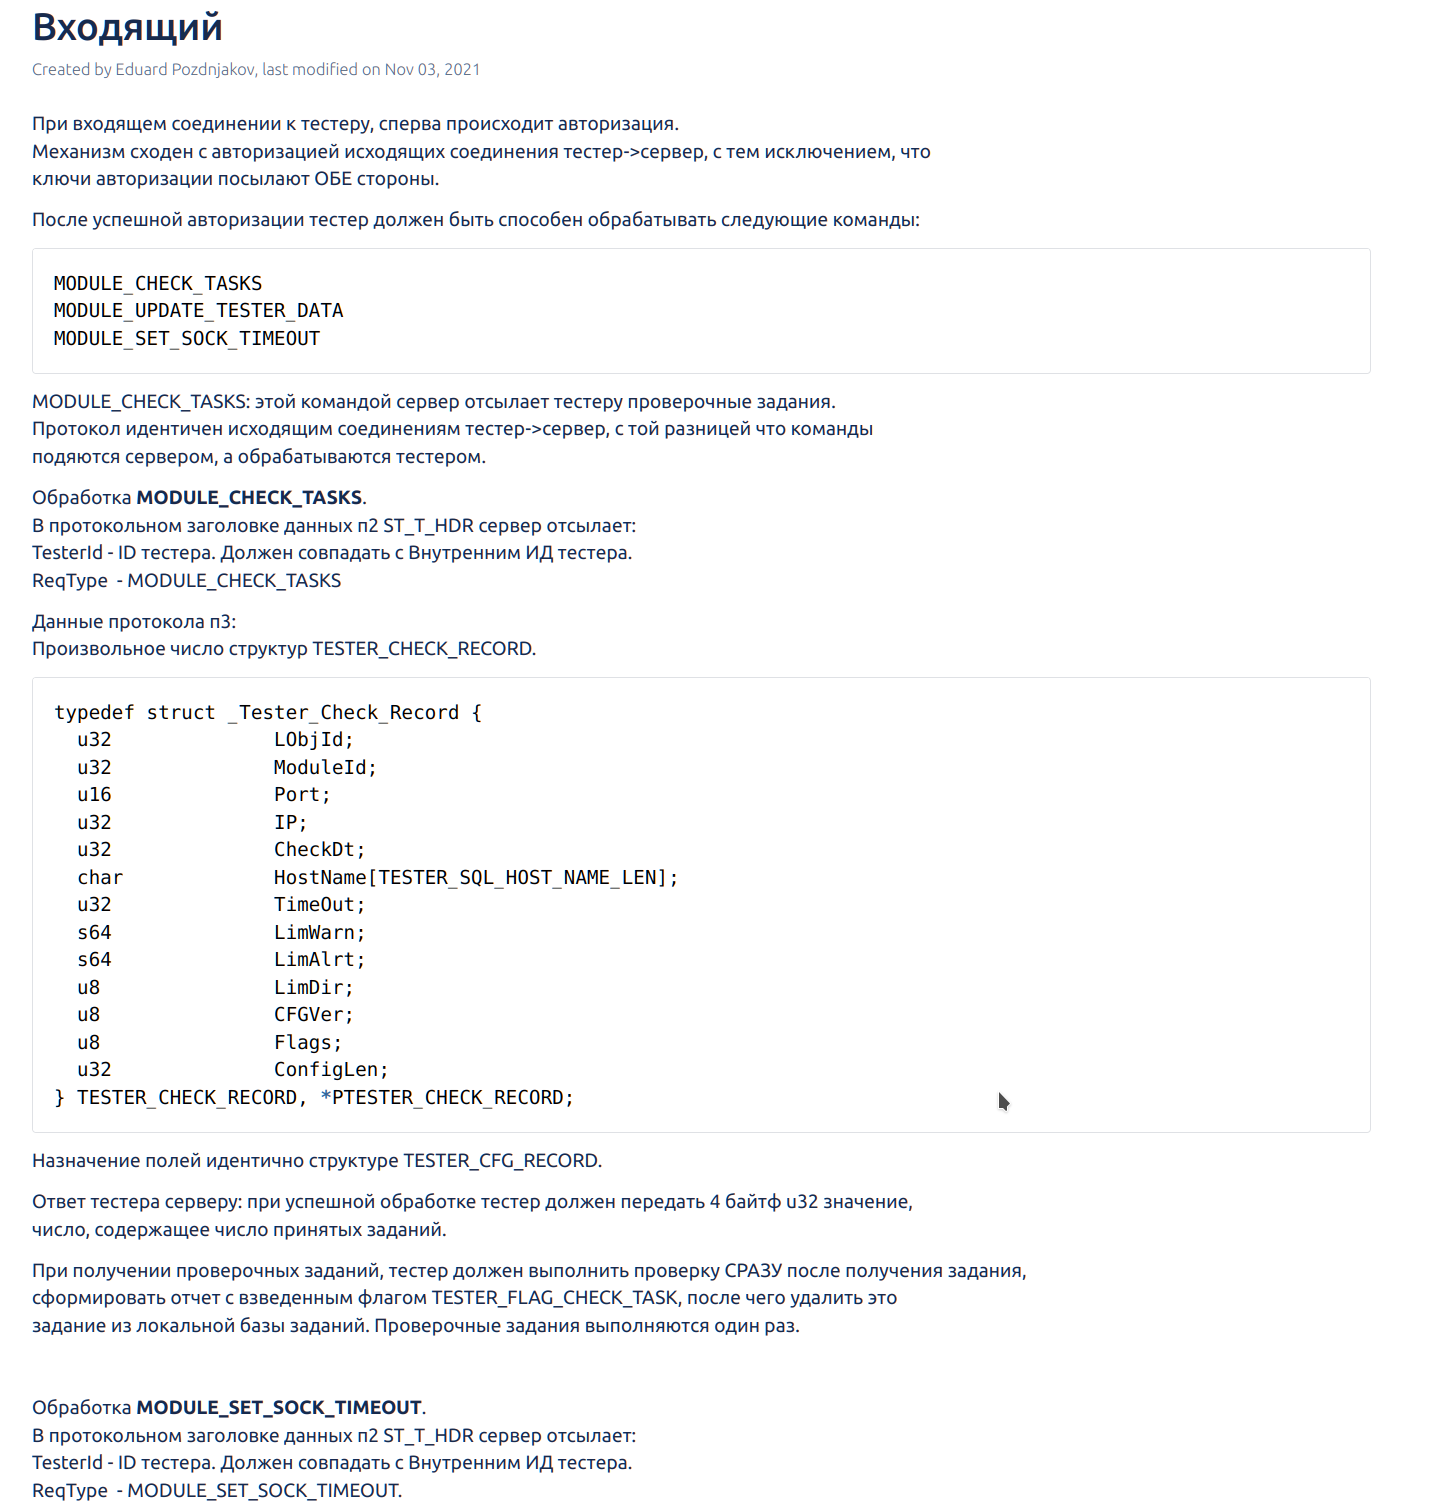 Входящий
Created by Eduard Pozdnjakov, last modified on Nov 03, 2021
При входящем соединении к тестеру, сперва происходит авторизация.
Механизм сходен с авторизацией исходящих соединения тестер->сервер, с тем исключением, что
ключи авторизации посылают ОБЕ стороны.
После успешной авторизации тестер должен быть способен обрабатывать следующие команды:
MODULE_CHECK_TASKS
MODULE_UPDATE_TESTER_DATA
MODULE_SET_SOCK_TIMEOUT
MODULE_CHECK_TASKS: этой командой сервер отсылает тестеру проверочные задания.
Протокол идентичен исходящим соединениям тестер->сервер, с той разницей что команды
подяются сервером, а обрабатываются тестером.
Обработка MODULE_CHECK_TASKS.
В протокольном заголовке данных п2 ST_T_HDR сервер отсылает:
TesterId - ID тестера. Должен совпадать с Внутренним ИД тестера.
ReqType  - MODULE_CHECK_TASKS
Данные протокола п3:
Произвольное число структур TESTER_CHECK_RECORD.
typedef struct _Tester_Check_Record {
  u32              LObjId;
  u32              ModuleId;
  u16              Port;
  u32              IP;
  u32              CheckDt;
  char             HostName[TESTER_SQL_HOST_NAME_LEN];
  u32              TimeOut;
  s64              LimWarn;
  s64              LimAlrt;
  u8               LimDir;
  u8               CFGVer;
  u8               Flags;
  u32              ConfigLen;
} TESTER_CHECK_RECORD, *PTESTER_CHECK_RECORD;
Назначение полей идентично структуре TESTER_CFG_RECORD.
Ответ тестера серверу: при успешной обработке тестер должен передать 4 байтф u32 значение,
число, содержащее число принятых заданий.
При получении проверочных заданий, тестер должен выполнить проверку СРАЗУ после получения задания,
сформировать отчет с взведенным флагом TESTER_FLAG_CHECK_TASK, после чего удалить это
задание из локальной базы заданий. Проверочные задания выполняются один раз.
Обработка MODULE_SET_SOCK_TIMEOUT.
В протокольном заголовке данных п2 ST_T_HDR сервер отсылает:
TesterId - ID тестера. Должен совпадать с Внутренним ИД тестера.
ReqType  - MODULE_SET_SOCK_TIMEOUT.